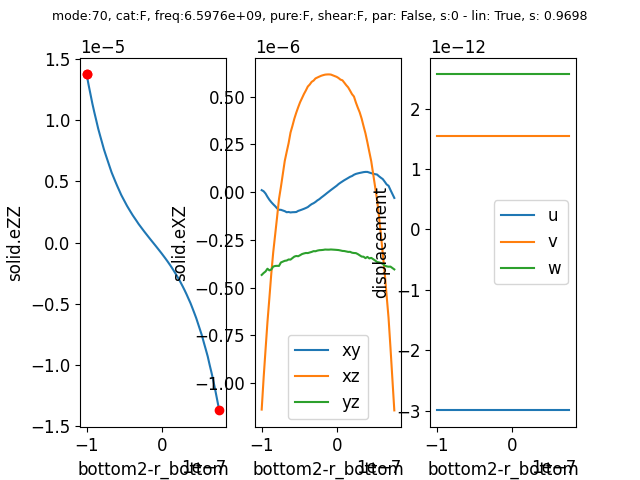 mode:70, cat:F, freq:6.5976e+09, pure:F, shear:F, par: False, s:0 - lin: True, s: 0.9698
1e−5
1.5
1.0
0.5
0.0
−0.5
−1.0
−1.5
solid.eZZ
−1
0
1e−7
bottom2-r_bottom
1e−6
0.50
0.25
0.00
−0.25
−0.50
−0.75
−1.00
solid.eXZ
xy
xz
yz
−1
0
1e−7
bottom2-r_bottom
1e−12
2
1
0
−1
−2
−3
displacement
u
v
w
−1
0
1e−7
bottom2-r_bottom